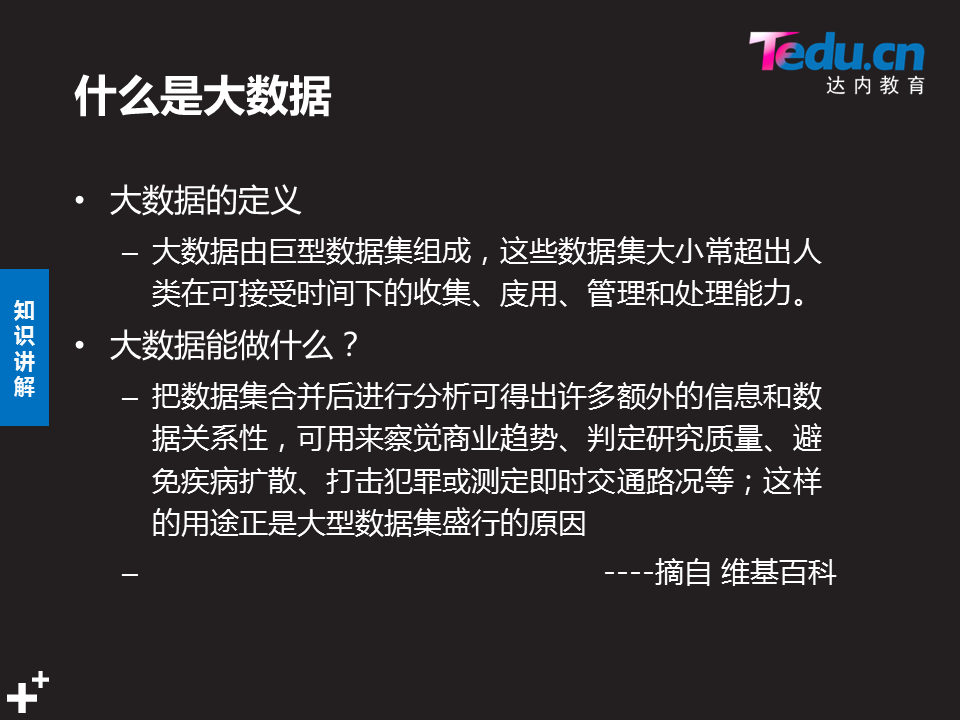 Tedu.cn
达内教育
什么是大数据
• 大数据的定义
– 大数据由巨型数据集组成，这些数据集大小常超出人
类在可接受时间下的收集、庋用、管理和处理能力。
• 大数据能做什么？
– 把数据集合并后进行分析可得出许多额外的信息和数
据关系性，可用来察觉商业趋势、判定研究质量、避
免疾病扩散、打击犯罪或测定即时交通路况等；这样
的用途正是大型数据集盛行的原因
– ----摘自 维基百科
知识讲解